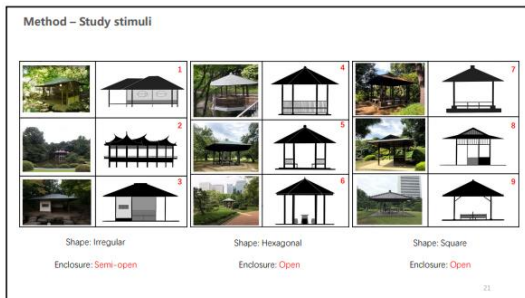 Method – Study stimuli
1
4
7
2
5
8
3
6
9
Shape: Irregular
Shape: Hexagonal
Shape: Square
Enclosure: Semi-open
Enclosure: Open
Enclosure: Open
21